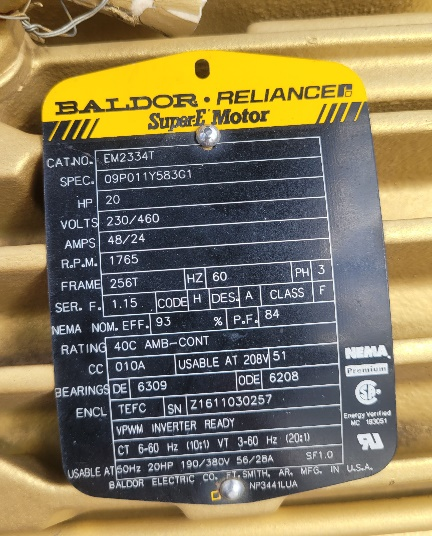 BALDOR • RELIANCE
Super-E Motor
CAT.NO. EM2334T
SPEC. 09P011Y583G1
HP 20
VOLTS 230/460
AMPS 48/24
R.P.M. 1765
FRAME 256T HZ 60 PH 3
SER. F. 1.15 CODE H DES. A CLASS F
NEMA NOM. EFF. 93 % P.F. 84
RATING 40C AMB-CONT
CC 010A USABLE AT 208V 51
BEARINGS DE 6309 ODE 6208
ENCL TEFC SN Z1611030257
VPWM INVERTER READY
CT 6-60 Hz (10:1) VT 3-60 Hz (20:1)
USABLE AT 50Hz 20HP 190/380V 56/28A SF1.0
BALDOR ELECTRIC CO. FT.SMITH, AR. MFG. IN U.S.A.
NP3441LUA
NEMA
Premium
Energy Verified